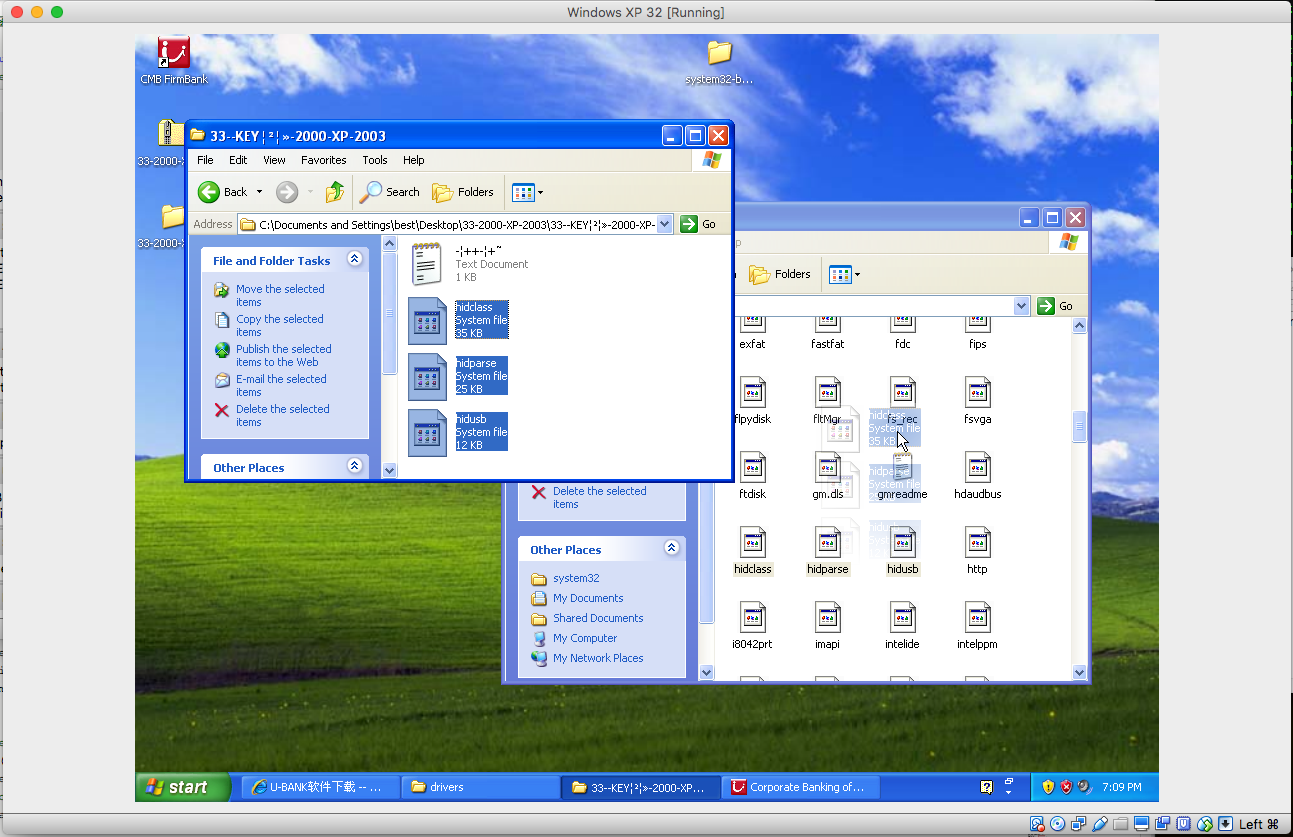 Windows XP 32 [Running]
CMB FirmBank
system32-b...
33-2000-X
33-2000-X
33--KEY¦²¦»-2000-XP-2003
File Edit View Favorites Tools Help
Back Search Folders
Address C:\Documents and Settings\best\Desktop\33-2000-XP-2003\33--KEY¦²¦»-2000-XP- Go
File and Folder Tasks
Move the selected
items
Copy the selected
items
Publish the selected
items to the Web
E-mail the selected
items
Delete the selected
items
Other Places
-¦++-¦+~
Text Document
1 KB
hidclass
System file
35 KB
hidparse
System file
25 KB
hidusb
System file
12 KB
Folders
Go
exfat fastfat fdc fips
flpydisk fltMgr fs_rec fsvga
hidclass
System file
35 KB
hidparse
ftdisk gm.dls gmreadme hdaudbus
hidusb
hidclass hidparse hidusb http
i8042prt imapi intelide intelppm
Delete the selected
items
Other Places
system32
My Documents
Shared Documents
My Computer
My Network Places
start U-BANK软件下载 -- ... drivers 33--KEY¦²¦»-2000-XP... Corporate Banking of... 7:09 PM
Left ⌘